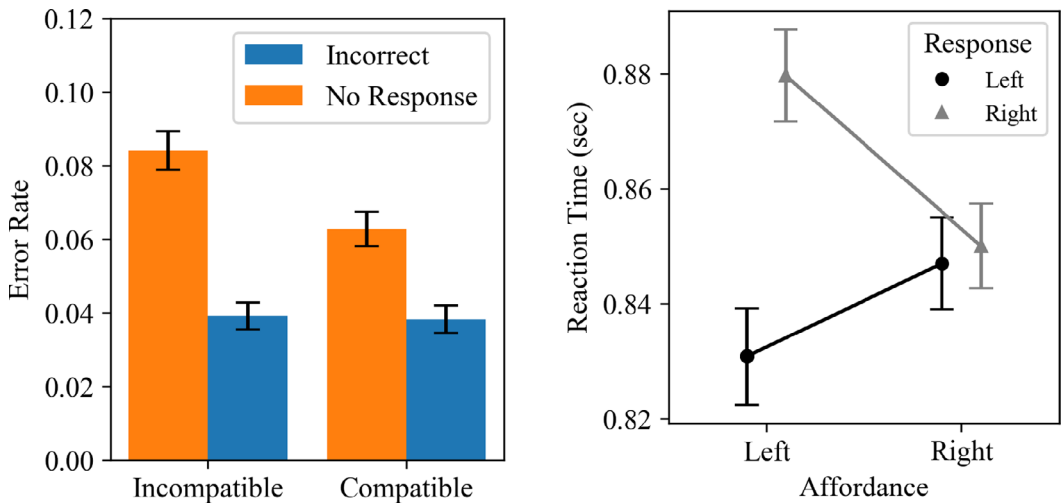 0.12
0.10
0.08
0.06
0.04
0.02
0.00
Error Rate
Incorrect
No Response
Incompatible
Compatible
0.88
0.86
0.84
0.82
Reaction Time (sec)
Response
Left
Right
Left
Right
Affordance